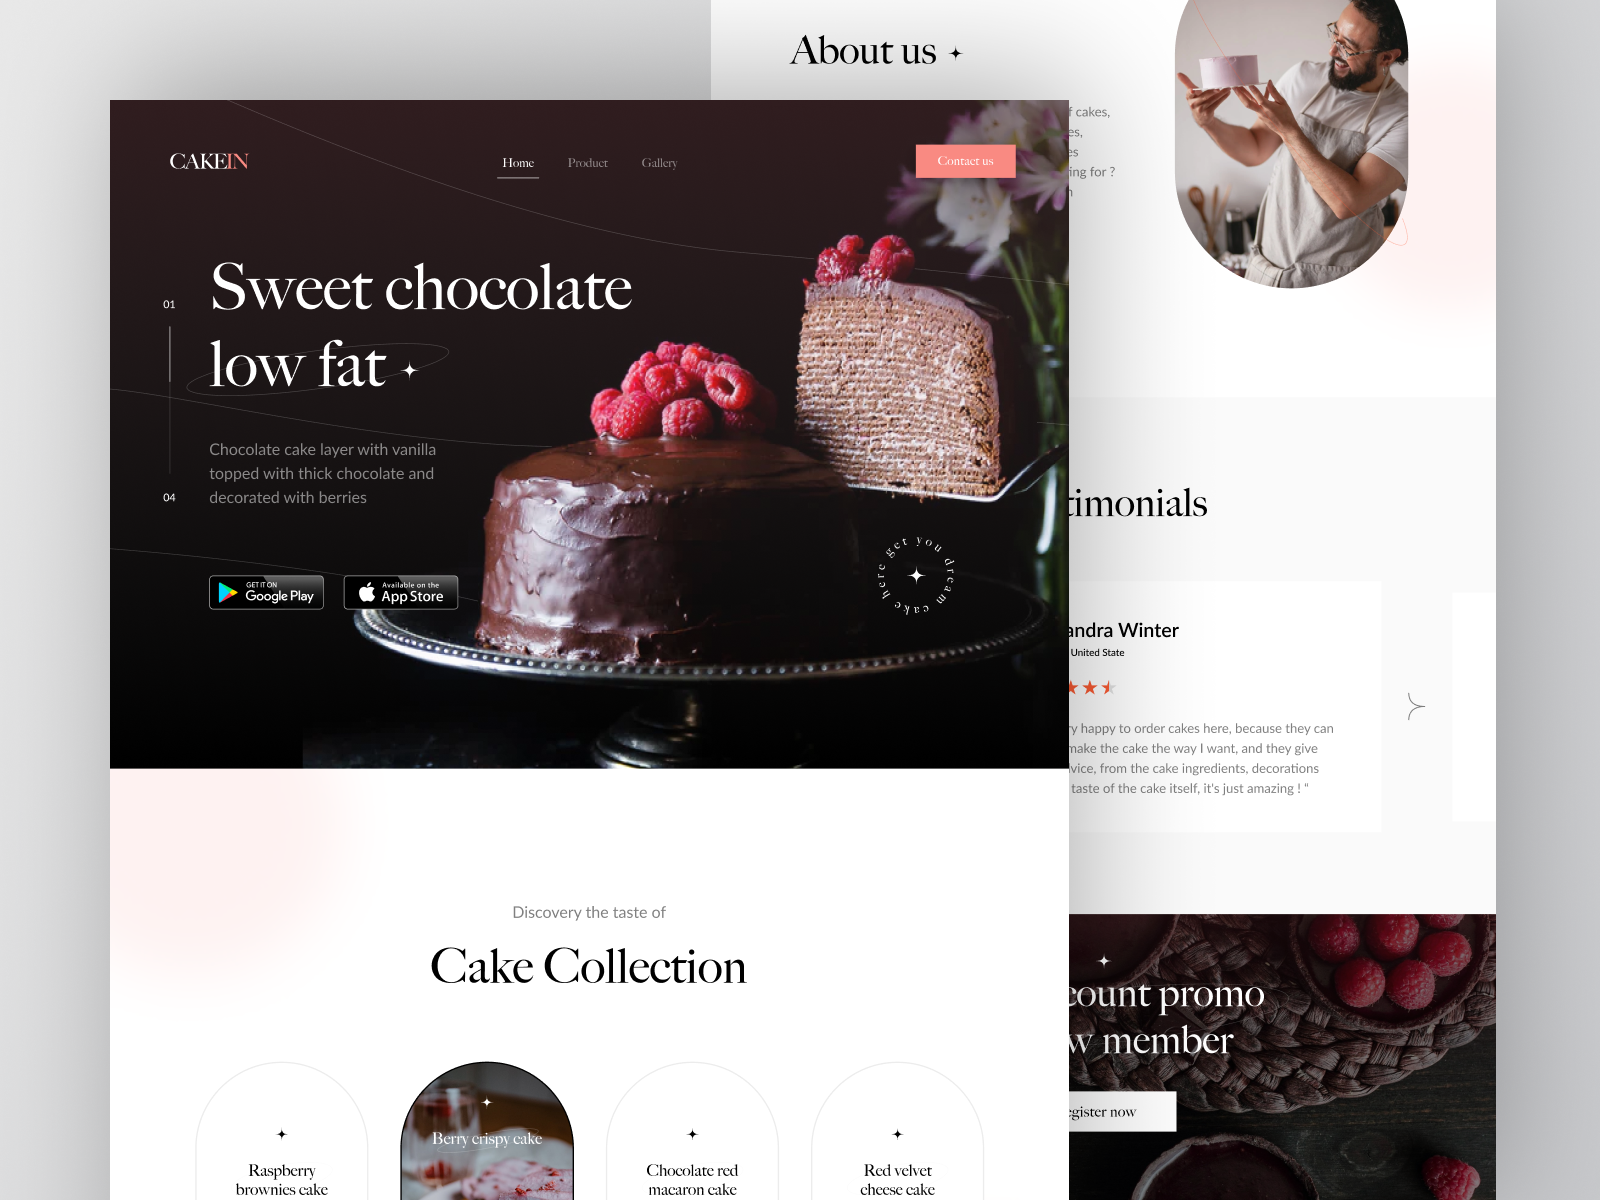 About us
f cakes,
es,
es
ing for ?
n
CAKEIN
Home
Product
Gallery
Contact us
01
04
Sweet chocolate
low fat
Chocolate cake layer with vanilla
topped with thick chocolate and
decorated with berries
GET IT ON
Google Play
Available on the
App Store
get you dream cake here
timonials
andra Winter
United State
ry happy to order cakes here, because they can
make the cake the way I want, and they give
vice, from the cake ingredients, decorations
taste of the cake itself, it's just amazing ! "
Discovery the taste of
Cake Collection
count promo
w member
egister now
Raspberry
brownies cake
Berry crispy cake
Chocolate red
macaron cake
Red velvet
cheese cake